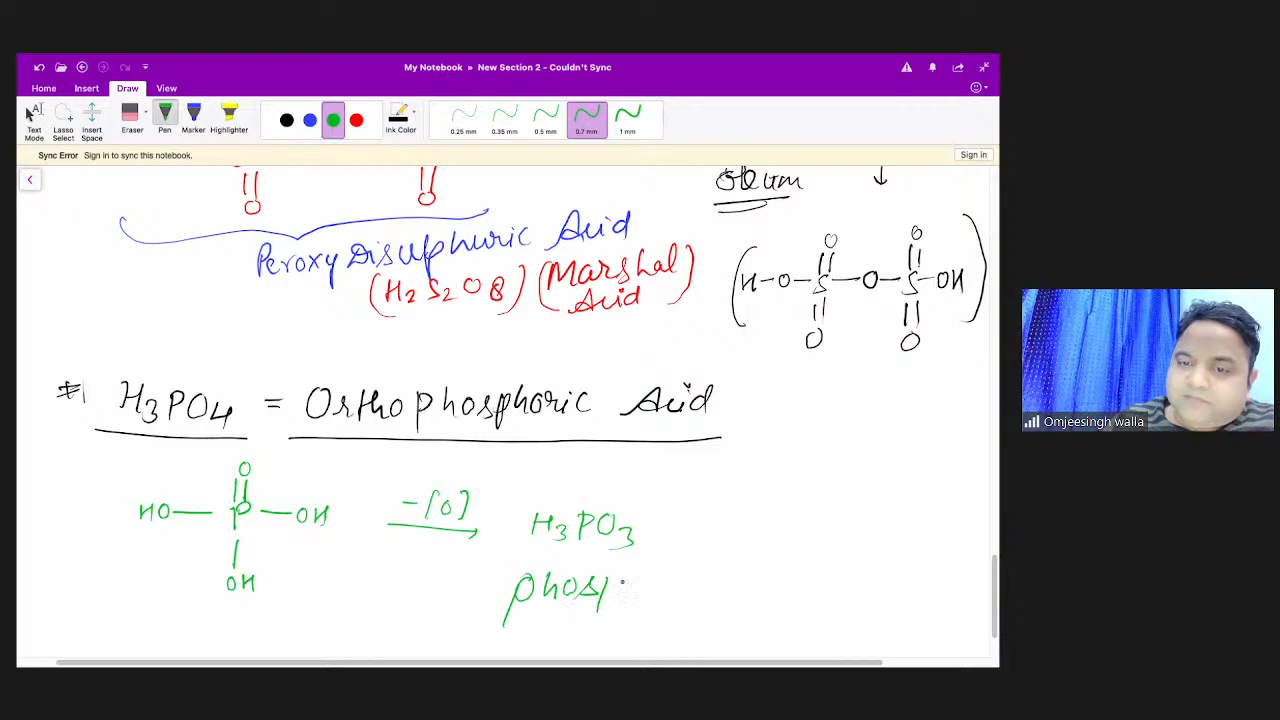 My Notebook » New Section 2 - Couldn't Sync
Home Insert Draw View
Text Mode
Lasso Select
Insert Space
Eraser
Pen
Marker
Highlighter
Ink Color
0.25 mm 0.35 mm 0.5 mm 0.7 mm 1 mm
Sync Error Sign in to sync this notebook. Sign in
O O
Oleum ↓
PeroxyDisulphuric Acid
(H2S2O8) (Marshal Acid)
O O
(H-O-S-O-S-OH)
O O
Omjeesingh walla
#1 H3PO4 = Orthophosphoric Acid
O
HO-P-OH -[O] H3PO3
OH
phosp